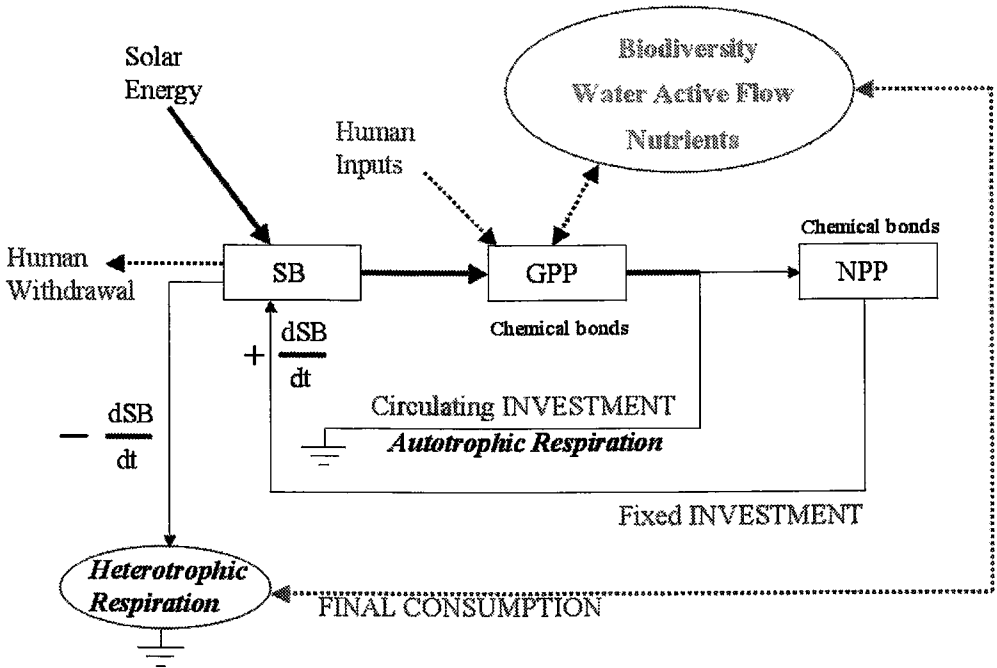 Solar
Energy
Biodiversity
Water Active Flow
Nutrients
Human
Inputs
Human
Withdrawal
SB
GPP
Chemical bonds
NPP
Chemical bonds
+ dSB
dt
− dSB
dt
Circulating INVESTMENT
Autotrophic Respiration
Fixed INVESTMENT
Heterotrophic
Respiration
FINAL CONSUMPTION